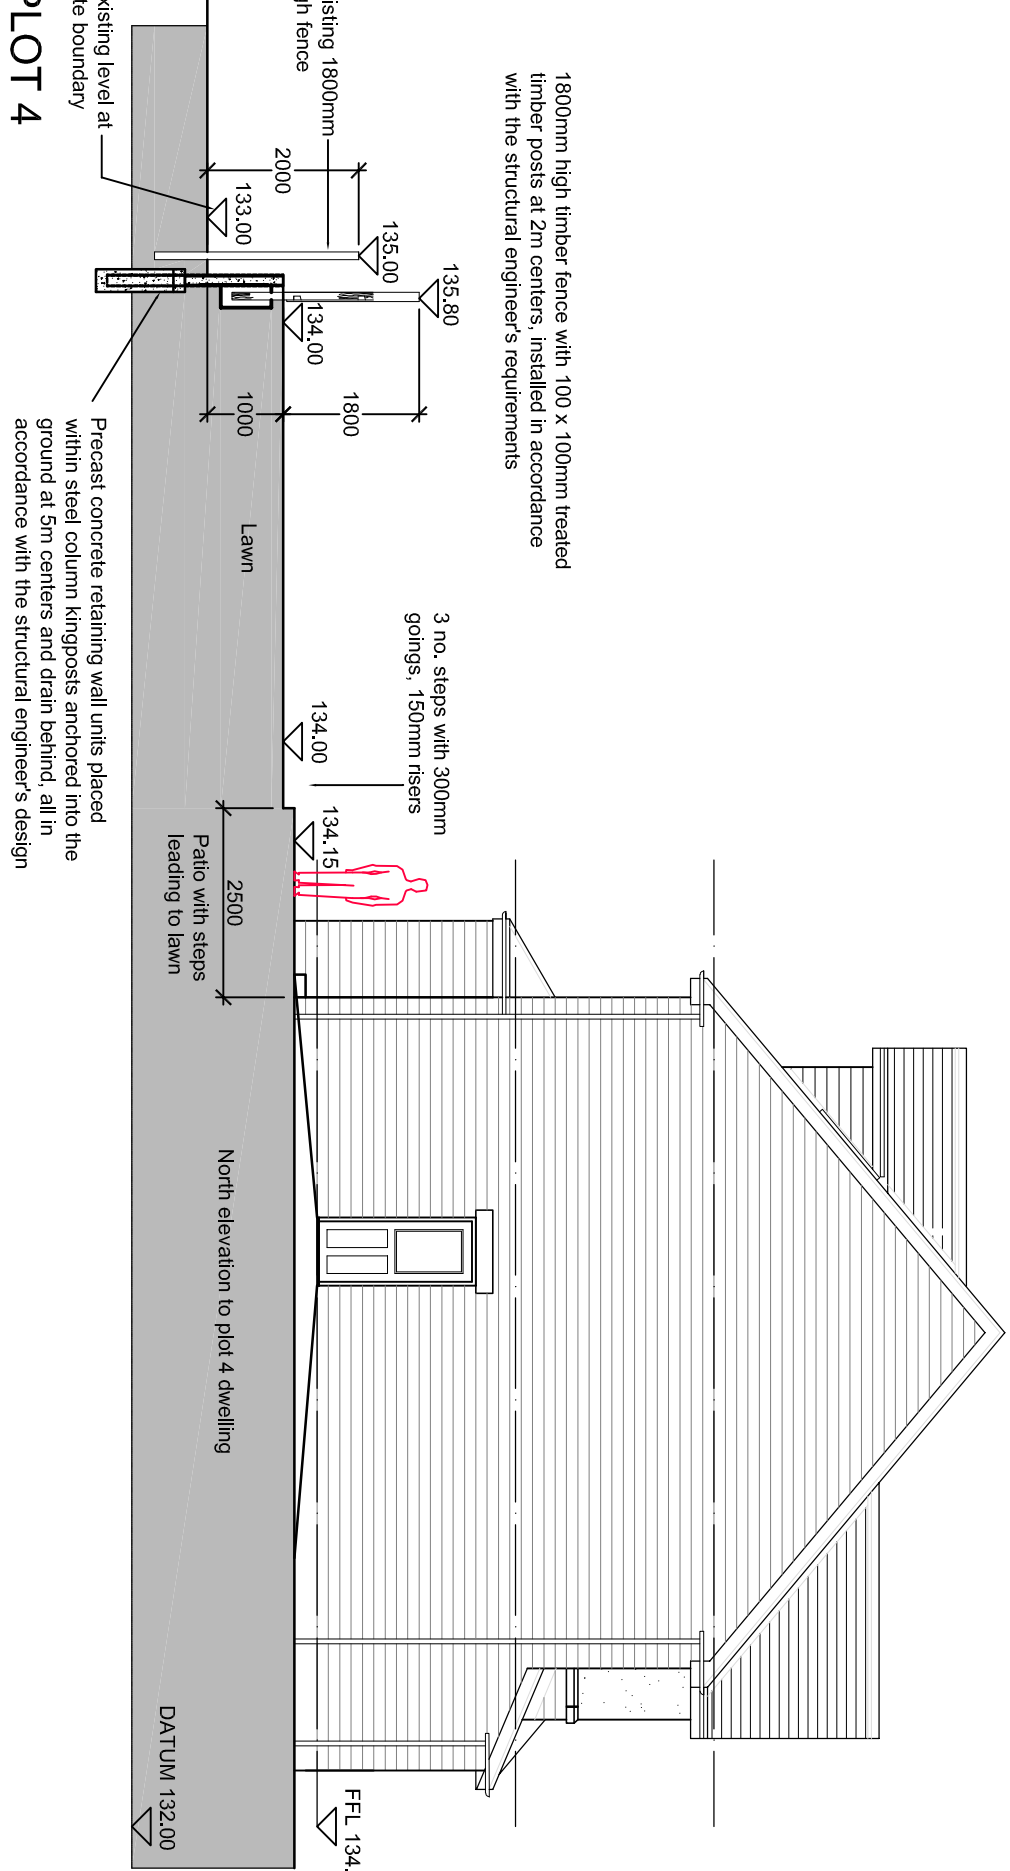 1800mm high timber fence with 100 x 100mm treated
timber posts at 2m centers, installed in accordance
with the structural engineer's requirements
3 no. steps with 300mm
goings, 150mm risers
isting 1800mm
gh fence
135.80
135.00
134.00
133.00
2000
1800
1000
134.00
134.15
Lawn
2500
Patio with steps
leading to lawn
North elevation to plot 4 dwelling
FFL 134.
DATUM 132.00
xisting level at
te boundary
Precast concrete retaining wall units placed
within steel column kingposts anchored into the
ground at 5m centers and drain behind, all in
accordance with the structural engineer's design
PLOT 4